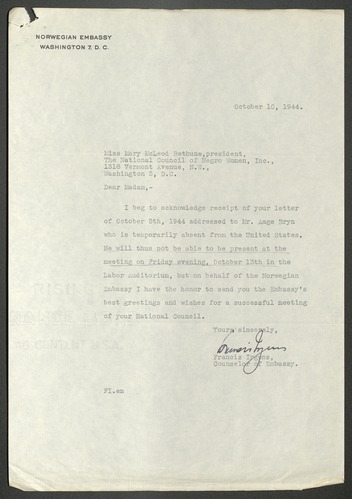 NORWEGIAN EMBASSY
WASHINGTON 7, D. C.
October 10, 1944.
Miss Mary McLeod Bethune,president,
The National Council of Negro Women, Inc.,
1318 Vermont Avenue, N.W.,
Washington 5, D.C.
Dear Madam,-
I beg to acknowledge receipt of your letter
of October 8th, 1944 addressed to Mr. Aage Bryn
who is temporarily absent from the United States.
He will thus not be able to be present at the
meeting on Friday evening, October 13th in the
Labor Auditorium, but on behalf of the Norwegian
Embassy I have the honor to send you the Embassy's
best greetings and wishes for a successful meeting
of your National Council.
Yours sincerely,
Francis Irgens
Francis Irgens,
Counselor of Embassy.
FI.em